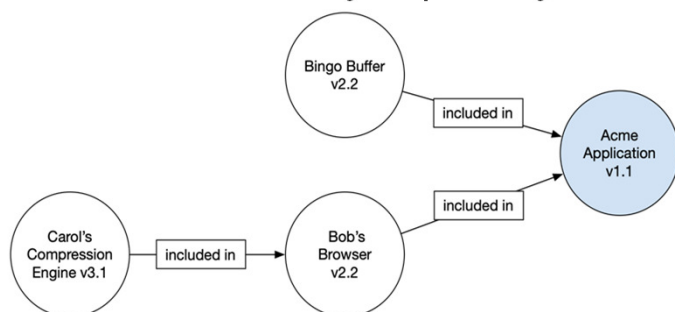 Bingo Buffer
v2.2
included in
Acme
Application
v1.1
included in
Carol's
Compression
Engine v3.1
included in
Bob's
Browser
v2.2